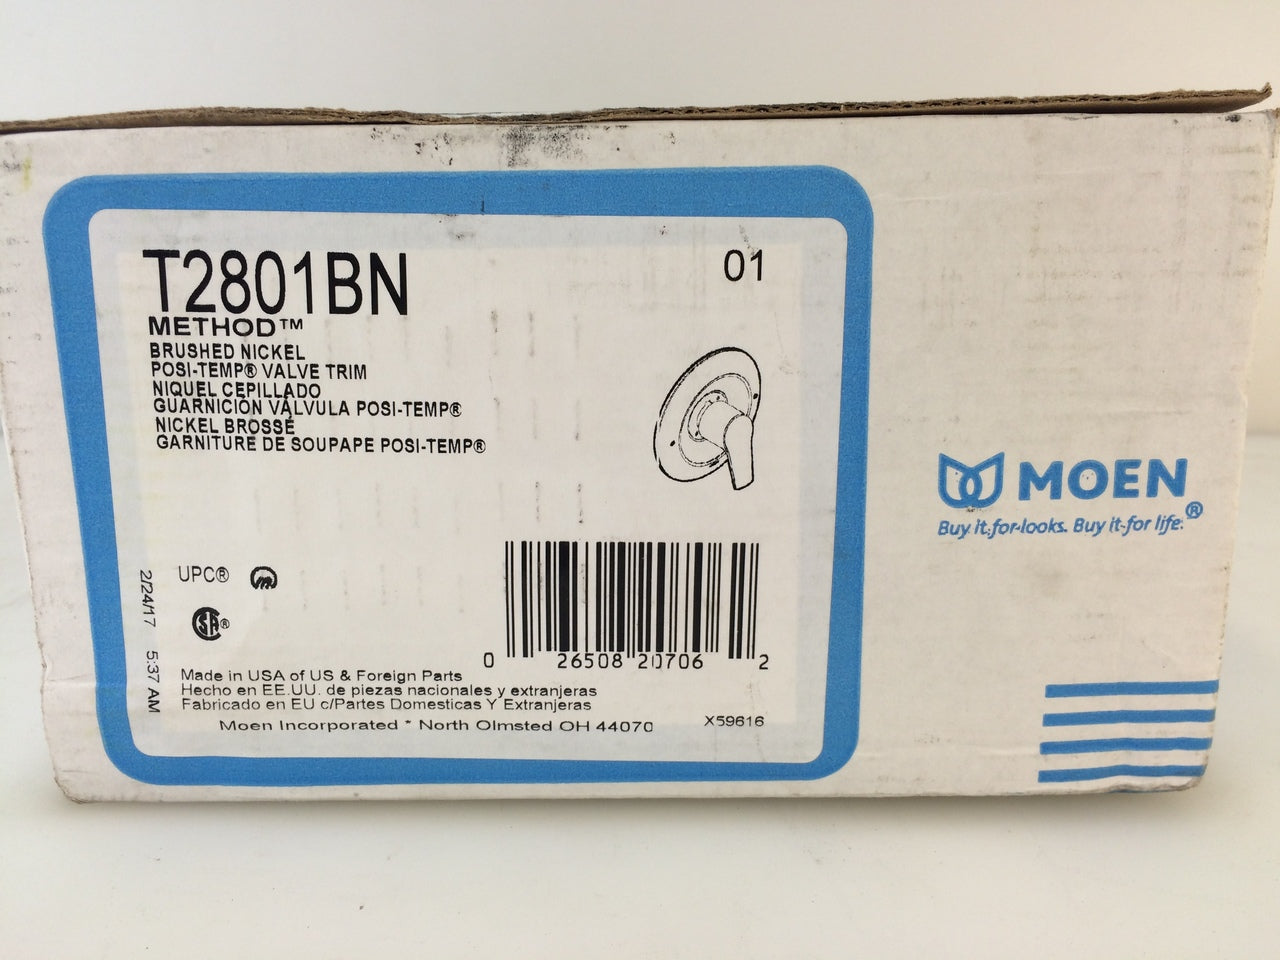 T2801BN
01
METHOD™
BRUSHED NICKEL
POSI-TEMP® VALVE TRIM
NIQUEL CEPILLADO
GUARNICIÓN VÁLVULA POSI-TEMP®
NICKEL BROSSÉ
GARNITURE DE SOUPAPE POSI-TEMP®
MOEN
Buy it for looks. Buy it for life.®
UPC®
SA®
2/24/17 5:37 AM
0 26508 20706 2
Made in USA of US & Foreign Parts
Hecho en EE.UU. de piezas nacionales y extranjeras
Fabricado en EU c/Partes Domesticas Y Extranjeras
Moen Incorporated * North Olmsted OH 44070
X59616